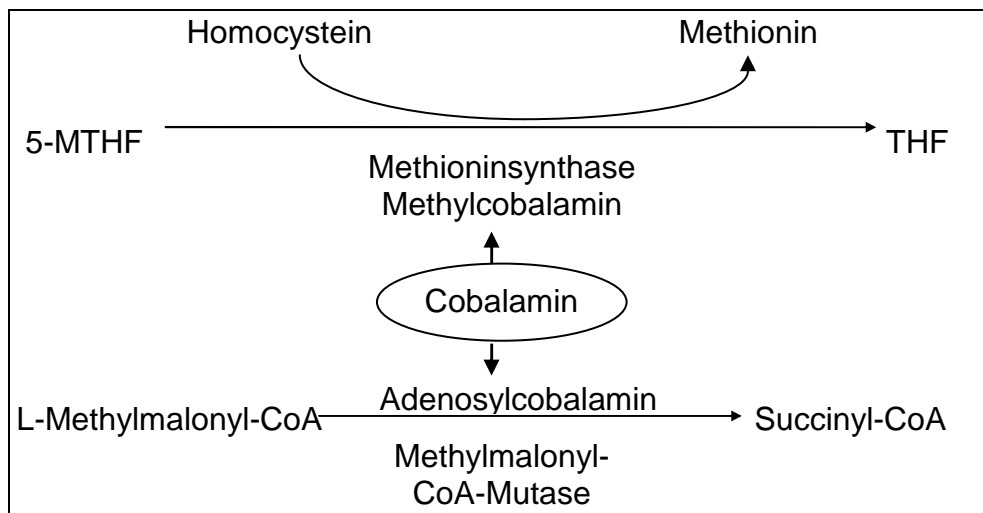 Homocystein Methionin
5-MTHF THF
Methioninsynthase
Methylcobalamin
Cobalamin
Adenosylcobalamin
L-Methylmalonyl-CoA Succinyl-CoA
Methylmalonyl-
CoA-Mutase